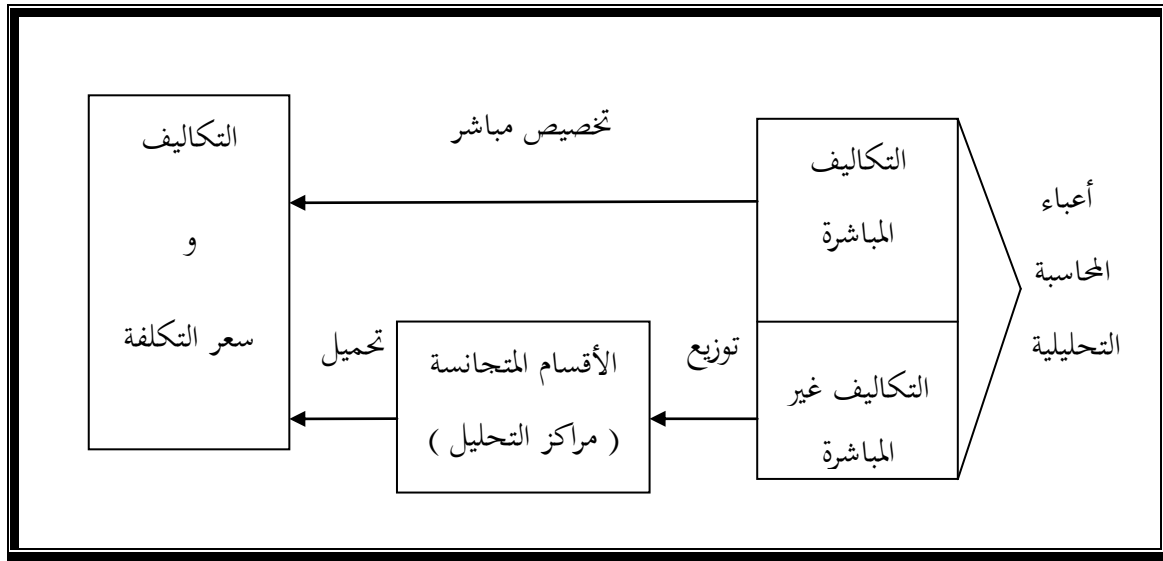 أعباء
المحاسبة
التحليلية
التكاليف
المباشرة
التكاليف غير
المباشرة
تخصيص مباشر
توزيع
الأقسام المتجانسة
( مراكز التحليل )
تحميل
التكاليف
و
سعر التكلفة